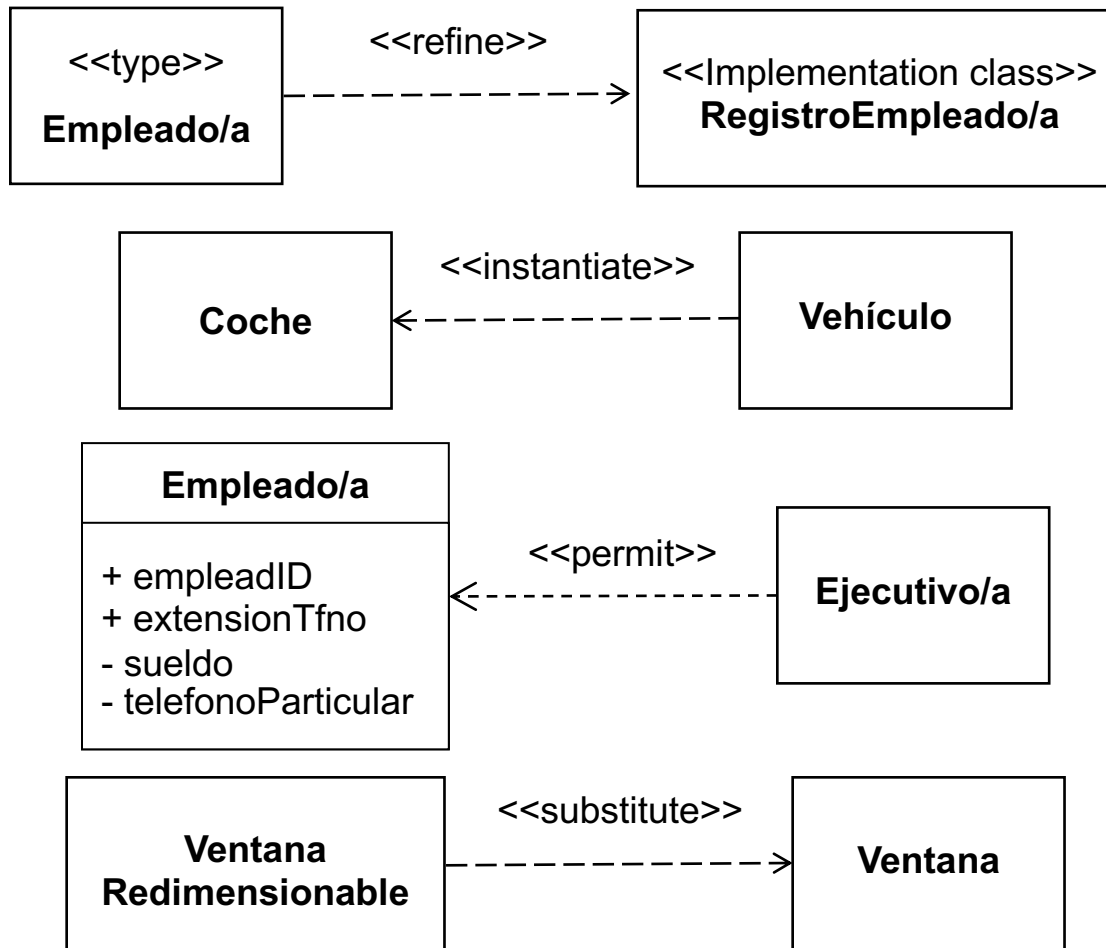 <<type>>
Empleado/a
<<refine>>
<<Implementation class>>
RegistroEmpleado/a
Coche
<<instantiate>>
Vehículo
Empleado/a
+ empleadID
+ extensionTfno
- sueldo
- telefonoParticular
<<permit>>
Ejecutivo/a
Ventana
Redimensionable
<<substitute>>
Ventana